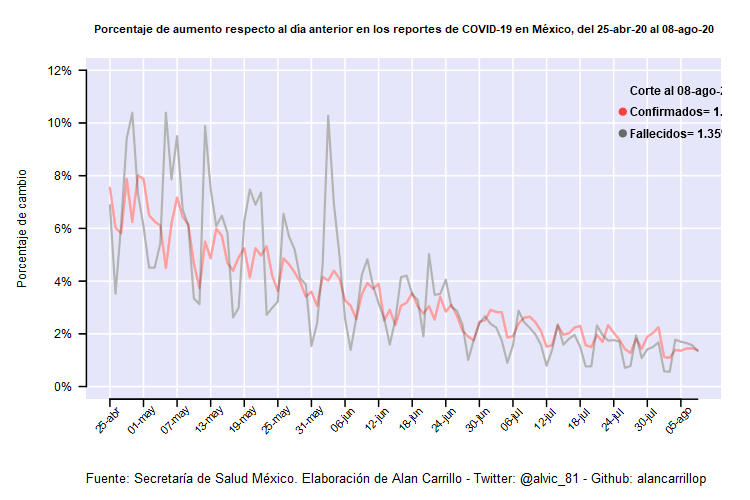 Porcentaje de aumento respecto al día anterior en los reportes de COVID-19 en México, del 25-abr-20 al 08-ago-20
12%
10%
8%
6%
4%
2%
0%
Porcentaje de cambio
Corte al 08-ago-2
Confirmados= 1.
Fallecidos= 1.35
25-abr
01-may
07-may
13-may
19-may
25-may
31-may
06-jun
12-jun
18-jun
24-jun
30-jun
06-jul
12-jul
18-jul
24-jul
30-jul
05-ago
Fuente: Secretaría de Salud México. Elaboración de Alan Carrillo - Twitter: @alvic_81 - Github: alancarrillop